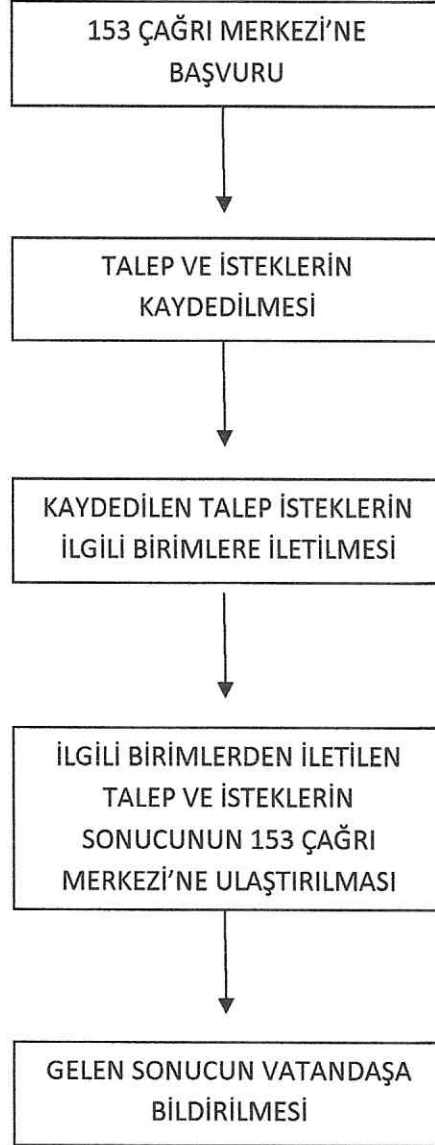 153 ÇAĞRI MERKEZİ'NE
BAŞVURU
TALEP VE İSTEKLERİN
KAYDEDİLMESİ
KAYDEDİLEN TALEP İSTEKLERİN
İLGİLİ BİRİMLERE İLETİLMESİ
İLGİLİ BİRİMLERDEN İLETİLEN
TALEP VE İSTEKLERİN
SONUCUNUN 153 ÇAĞRI
MERKEZİ'NE ULAŞTIRILMASI
GELEN SONUCUN VATANDAŞA
BİLDİRİLMESİ